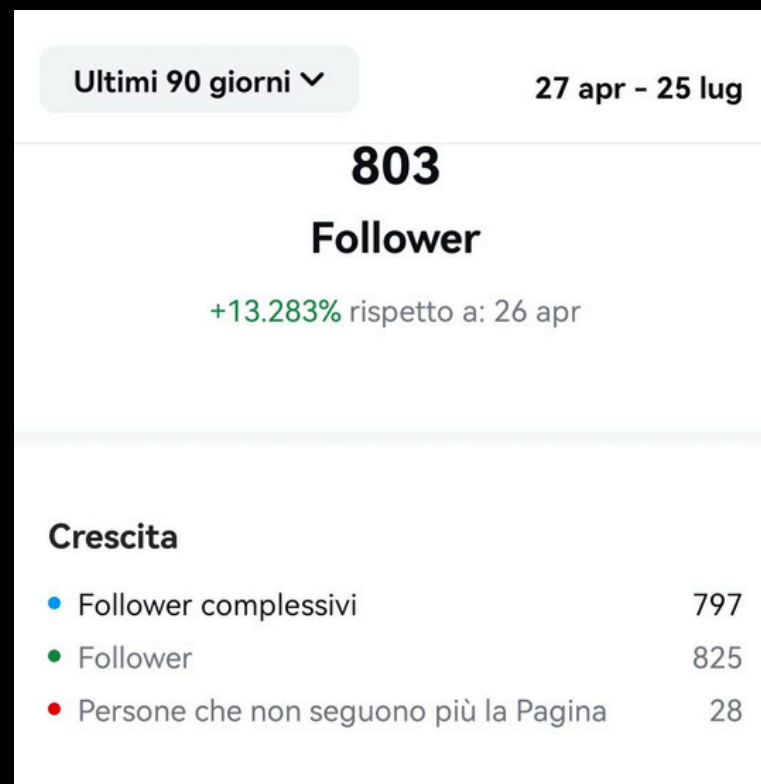 Ultimi 90 giorni
27 apr - 25 lug
803
Follower
+13.283% rispetto a: 26 apr
Crescita
Follower complessivi 797
Follower 825
Persone che non seguono più la Pagina 28